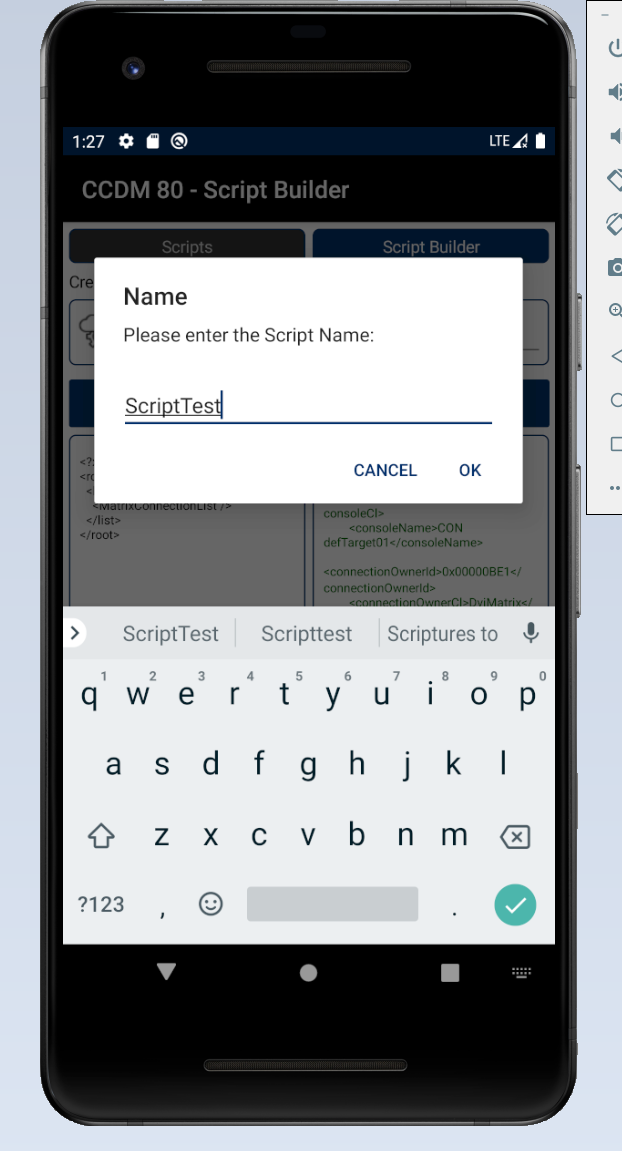 1:27 LTE
CCDM 80 - Script Builder
Scripts Script Builder
Cre
Name
Please enter the Script Name:
ScriptTest
CANCEL OK
<?
<ro
<
<MatrixConnectionList />
</list>
</root>
consoleCl>
<consoleName>CON
defTarget01</consoleName>
<connectionOwnerId>0x00000BE1</
connectionOwnerId>
<connectionOwnerCl>DviMatrix</
ScriptTest Scripttest Scriptures to
1 2 3 4 5 6 7 8 9 0
q w e r t y u i o p
a s d f g h j k l
z x c v b n m
?123 , .